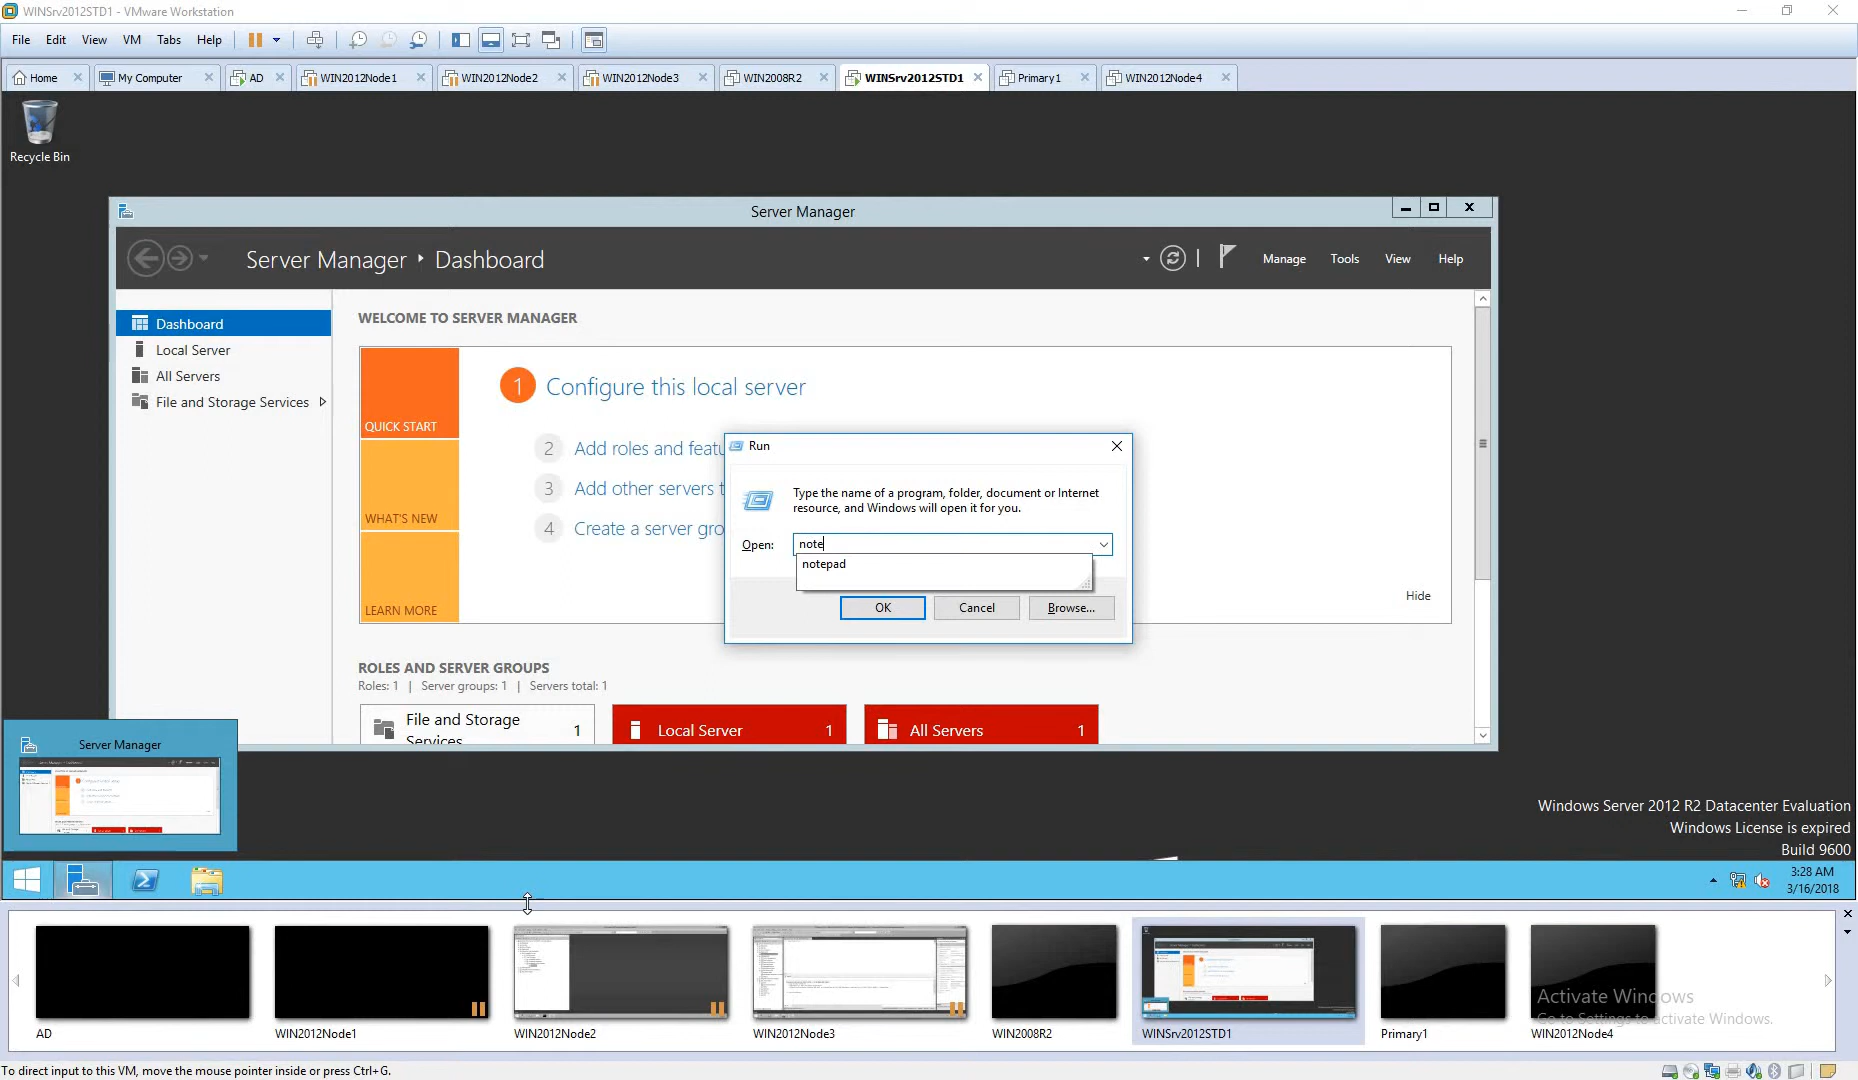 WINSrv2012STD1 - VMware Workstation
File Edit View VM Tabs Help
Home My Computer AD WIN2012Node1 WIN2012Node2 WIN2012Node3 WIN2008R2 WINSrv2012STD1 Primary1 WIN2012Node4
Recycle Bin
Server Manager
Server Manager Dashboard
Manage Tools View Help
Dashboard
Local Server
All Servers
File and Storage Services
WELCOME TO SERVER MANAGER
QUICK START
WHAT'S NEW
LEARN MORE
1 Configure this local server
2 Add roles and featu
3 Add other servers t
4 Create a server gro
Hide
Run
Type the name of a program, folder, document or Internet
resource, and Windows will open it for you.
Open: note
notepad
OK Cancel Browse...
ROLES AND SERVER GROUPS
Roles: 1 | Server groups: 1 | Servers total: 1
File and Storage
Services
1
Local Server 1
All Servers 1
Server Manager
Windows Server 2012 R2 Datacenter Evaluation
Windows License is expired
Build 9600
3:28 AM
3/16/2018
AD
WIN2012Node1
WIN2012Node2
WIN2012Node3
WIN2008R2
WINSrv2012STD1
Primary1
WIN2012Node4
Activate Windows
Go to Settings to activate Windows.
To direct input to this VM, move the mouse pointer inside or press Ctrl+G.